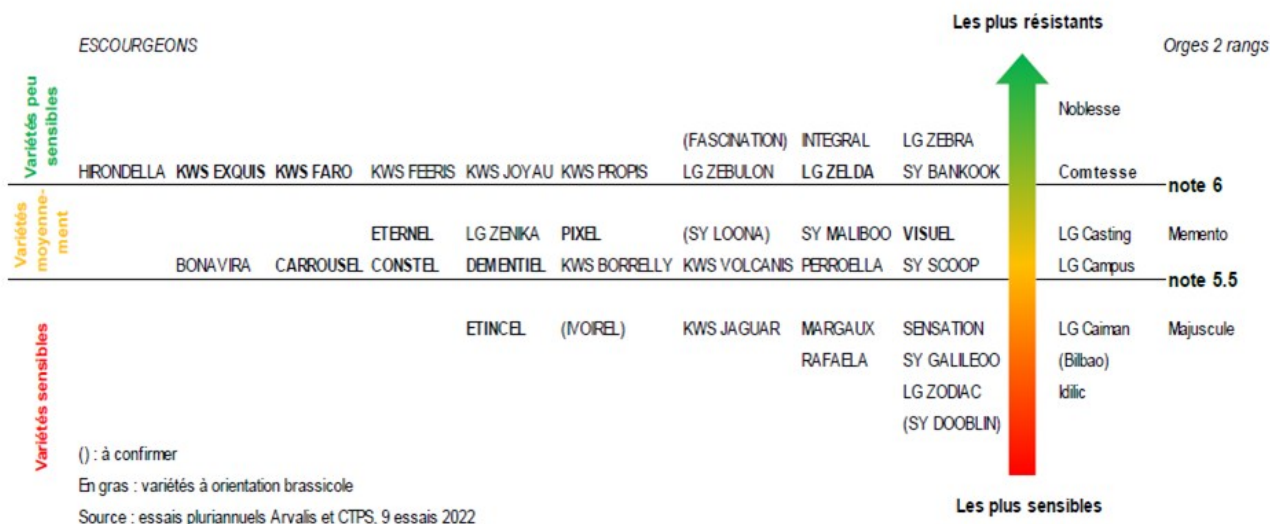 Les plus résistants
ESCOURGEONS Orges 2 rangs
Variétés peu
sensibles
Noblesse
(FASCINATION) INTEGRAL LG ZEBRA
HIRONDELLA KWS EXQUIS KWS FARO KWS FEERIS KWS JOYAU KWS PROPIS LG ZEBULON LG ZELDA SY BANKOOK Comtesse
note 6
Variétés
moyenne-
ment
ETERNEL LG ZENIKA PIXEL (SY LOONA) SY MALIBOO VISUEL LG Casting Memento
BONAVIRA CARROUSEL CONSTEL DEMENTIEL KWS BORRELLY KWS VOLCANIS PERROELLA SY SCOOP LG Campus
note 5.5
Variétés sensibles
ETINCEL (IVOIREL) KWS JAGUAR MARGAUX SENSATION LG Caiman Majuscule
RAFAELA SY GALILEOO (Bilbao)
LG ZODIAC Idilic
(SY DOOBLIN)
() : à confirmer
En gras : variétés à orientation brassicole
Les plus sensibles
Source : essais pluriannuels Arvalis et CTPS, 9 essais 2022